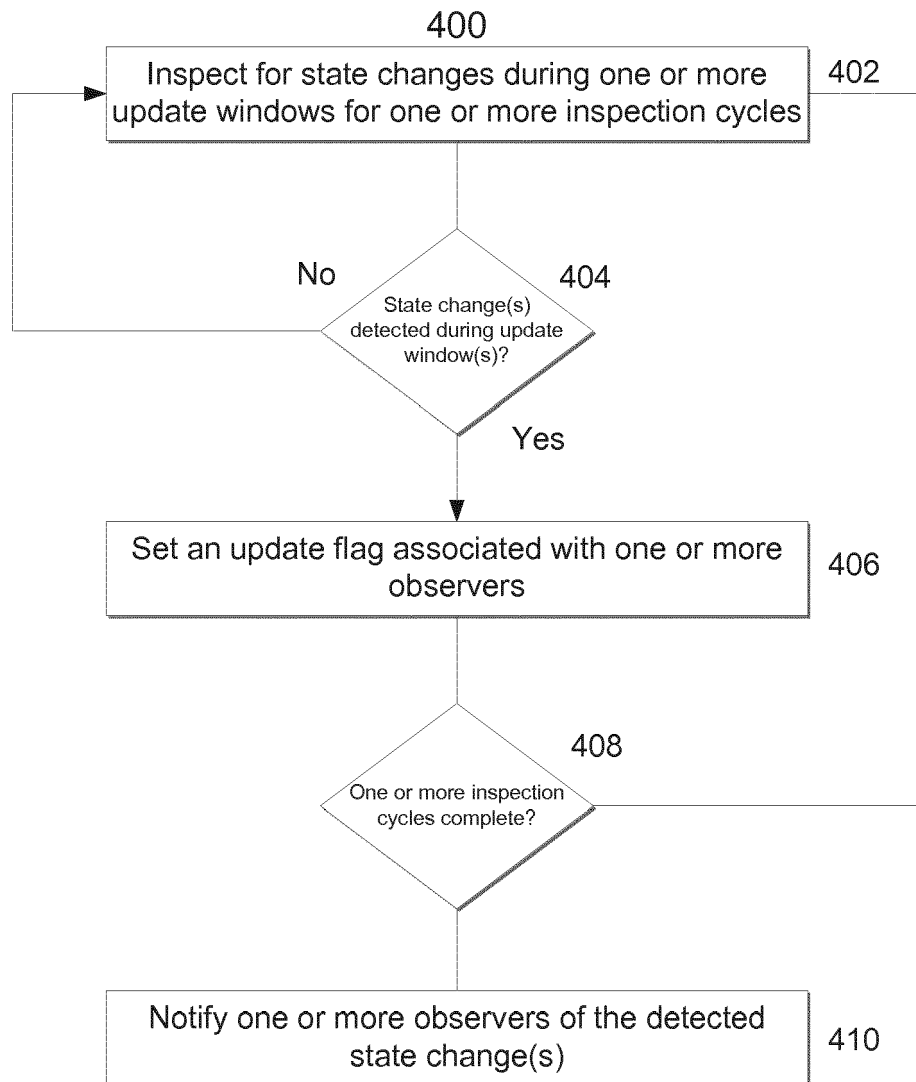 400
Inspect for state changes during one or more
update windows for one or more inspection cycles
402
No
404
State change(s)
detected during update
window(s)?
Yes
Set an update flag associated with one or more
observers
406
408
One or more inspection
cycles complete?
Notify one or more observers of the detected
state change(s)
410